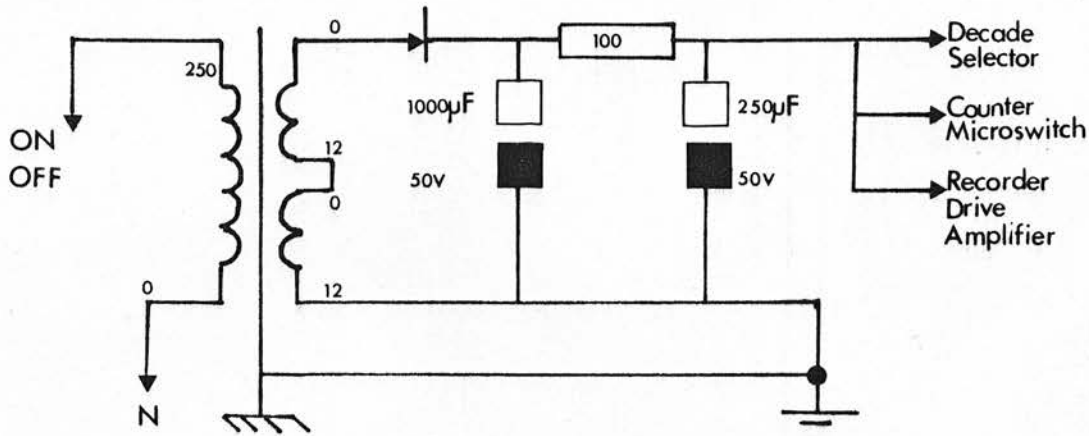 250
0
ON
OFF
0
N
12
0
12
1000µF
50V
100
250µF
50V
Decade
Selector
Counter
Microswitch
Recorder
Drive
Amplifier